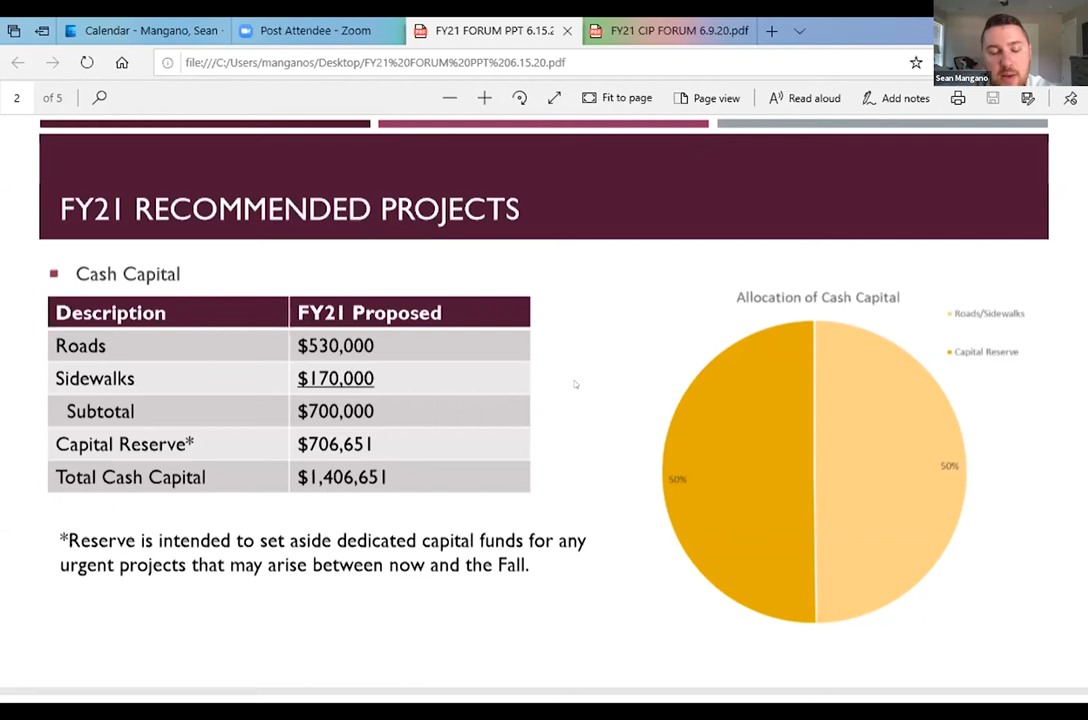 Calendar - Mangano, Sean - Post Attendee - Zoom FY21 FORUM PPT 6.15.2 FY21 CIP FORUM 6.9.20.pdf
file:///C:/Users/manganos/Desktop/FY21%20FORUM%20PPT%206.15.20.pdf
Sean Mangano
2 of 5 Fit to page Page view Read aloud Add notes
FY21 RECOMMENDED PROJECTS
Cash Capital
Description FY21 Proposed
Roads $530,000
Sidewalks $170,000
Subtotal $700,000
Capital Reserve* $706,651
Total Cash Capital $1,406,651
*Reserve is intended to set aside dedicated capital funds for any
urgent projects that may arise between now and the Fall.
Allocation of Cash Capital
Roads/Sidewalks
Capital Reserve
50%
50%